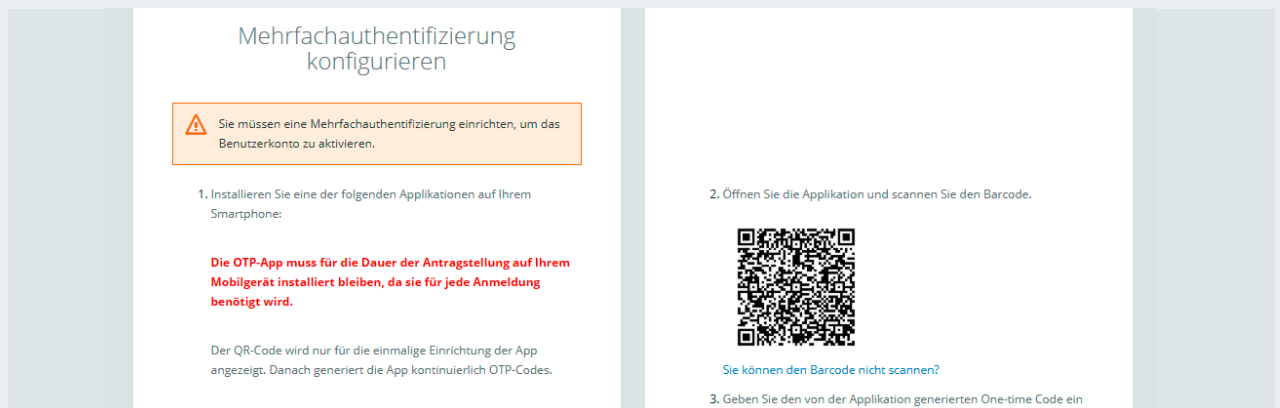 Mehrfachauthentifizierung
konfigurieren
Sie müssen eine Mehrfachauthentifizierung einrichten, um das
Benutzerkonto zu aktivieren.
1. Installieren Sie eine der folgenden Applikationen auf Ihrem
Smartphone:
Die OTP-App muss für die Dauer der Antragstellung auf Ihrem
Mobilgerät installiert bleiben, da sie für jede Anmeldung
benötigt wird.
Der QR-Code wird nur für die einmalige Einrichtung der App
angezeigt. Danach generiert die App kontinuierlich OTP-Codes.
2. Öffnen Sie die Applikation und scannen Sie den Barcode.
Sie können den Barcode nicht scannen?
3. Geben Sie den von der Applikation generierten One-time Code ein